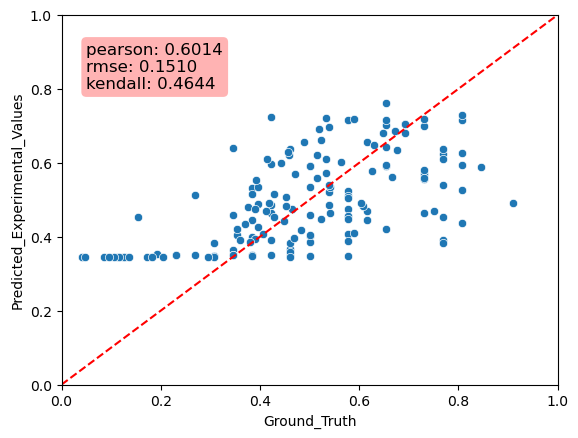 pearson: 0.6014
rmse: 0.1510
kendall: 0.4644
Predicted_Experimental_Values
1.0
0.8
0.6
0.4
0.2
0.0
0.0 0.2 0.4 0.6 0.8 1.0
Ground_Truth